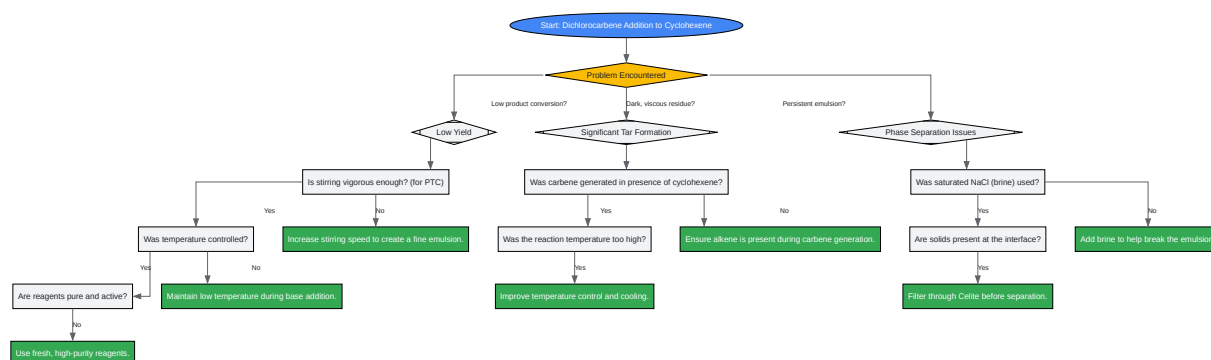 Start: Dichlorocarbene Addition to Cyclohexene
Problem Encountered
Low product conversion?
Dark, viscous residue?
Persistent emulsion?
Low Yield
Significant Tar Formation
Phase Separation Issues
Is stirring vigorous enough? (for PTC)
Was carbene generated in presence of cyclohexene?
Was saturated NaCl (brine) used?
Yes
No
Yes
No
Yes
No
Was temperature controlled?
Increase stirring speed to create a fine emulsion.
Was the reaction temperature too high?
Ensure alkene is present during carbene generation.
Are solids present at the interface?
Add brine to help break the emulsion
Yes
No
Yes
Yes
Are reagents pure and active?
Maintain low temperature during base addition.
Improve temperature control and cooling.
Filter through Celite before separation.
No
Use fresh, high-purity reagents.